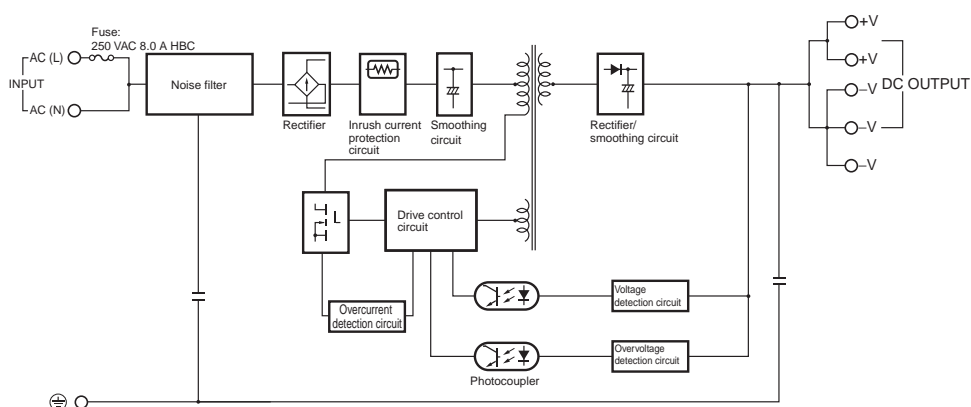 Fuse:
250 VAC 8.0 A HBC
AC (L)
INPUT
AC (N)
Noise filter
Rectifier
Inrush current
protection
circuit
Smoothing
circuit
Rectifier/
smoothing circuit
+V
+V
−V
DC OUTPUT
−V
−V
Drive control
circuit
Overcurrent
detection circuit
Voltage
detection circuit
Overvoltage
detection circuit
Photocoupler